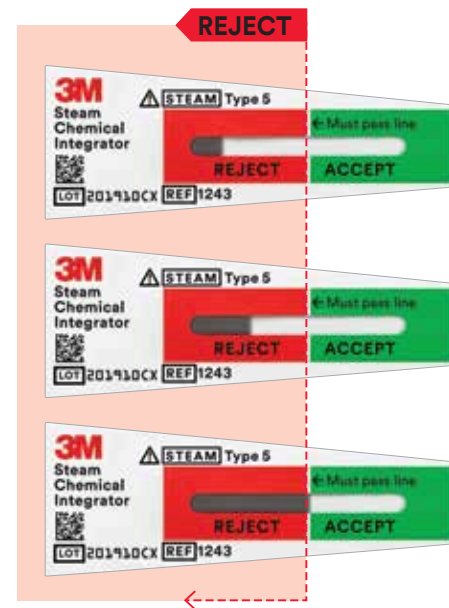 REJECT
3M
Steam
Chemical
Integrator
STEAM Type 5
← Must pass line
REJECT ACCEPT
LOT 201910CX REF 1243
3M
Steam
Chemical
Integrator
STEAM Type 5
← Must pass line
REJECT ACCEPT
LOT 201910CX REF 1243
3M
Steam
Chemical
Integrator
STEAM Type 5
← Must pass line
REJECT ACCEPT
LOT 201910CX REF 1243